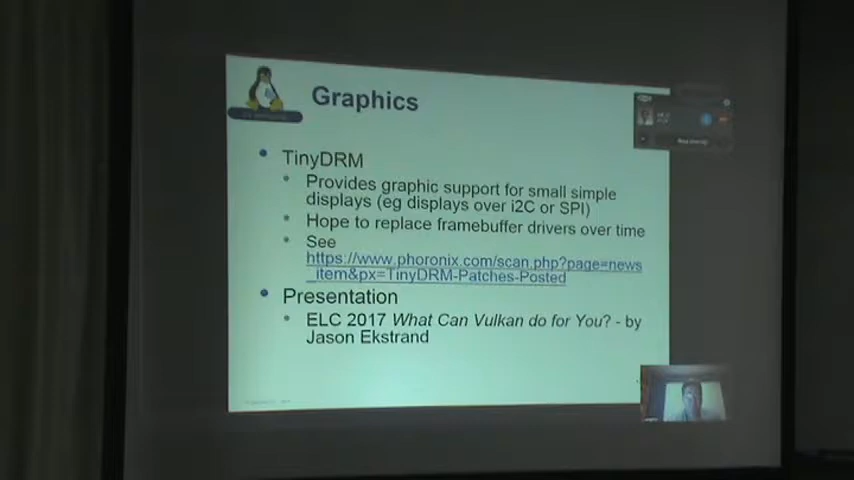 Graphics
TinyDRM
Provides graphic support for small simple
displays (eg displays over i2C or SPI)
Hope to replace framebuffer drivers over time
See
https://www.phoronix.com/scan.php?page=news
_item&px=TinyDRM-Patches-Posted
Presentation
ELC 2017 What Can Vulkan do for You? - by
Jason Ekstrand